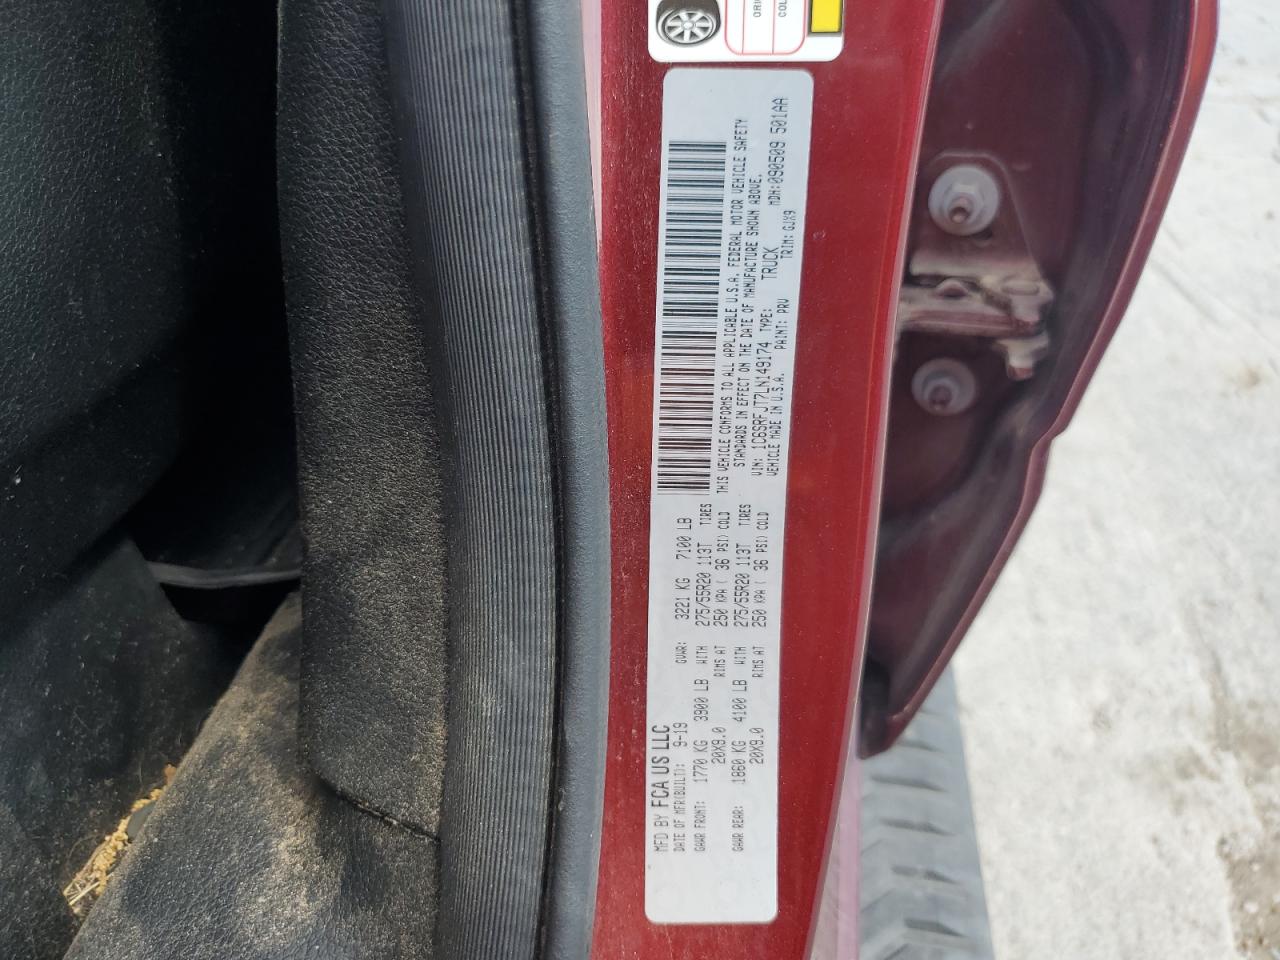 MFD BY FCA US LLC
DATE OF MFR(BUILT): 9-19 GVWR: 3221 KG 7100 LB
GAWR FRONT: 1770 KG 3900 LB WITH 275/55R20 113T TIRES
20X9.0 RIMS AT 250 KPA ( 36 PSI) COLD
GAWR REAR: 1860 KG 4100 LB WITH 275/55R20 113T TIRES
20X9.0 RIMS AT 250 KPA ( 36 PSI) COLD
THIS VEHICLE CONFORMS TO ALL APPLICABLE U.S.A. FEDERAL MOTOR VEHICLE SAFETY
STANDARDS IN EFFECT ON THE DATE OF MANUFACTURE SHOWN ABOVE.
VIN: 1C6SRFJT7LN149174 TYPE: TRUCK MDH:090509 501AA
VEHICLE MADE IN U.S.A. PAINT: PRV TRIM: GJX9